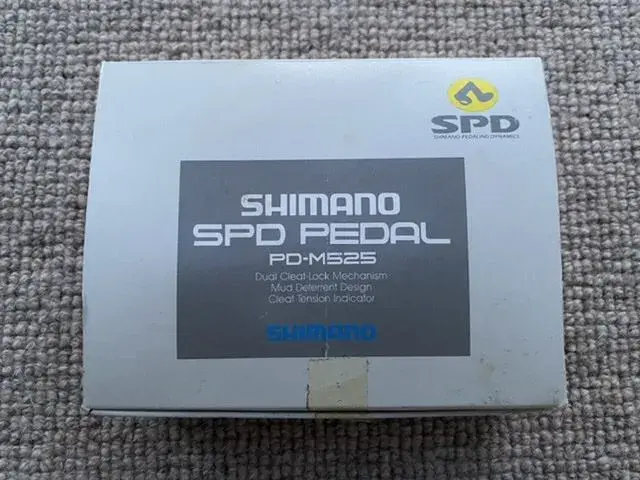 SPD
SHIMANO PEDALING DYNAMICS
SHIMANO
SPD PEDAL
PD-M525
Dual Cleat-Lock Mechanism
Mud Deterrent Design
Cleat Tension Indicator
SHIMANO